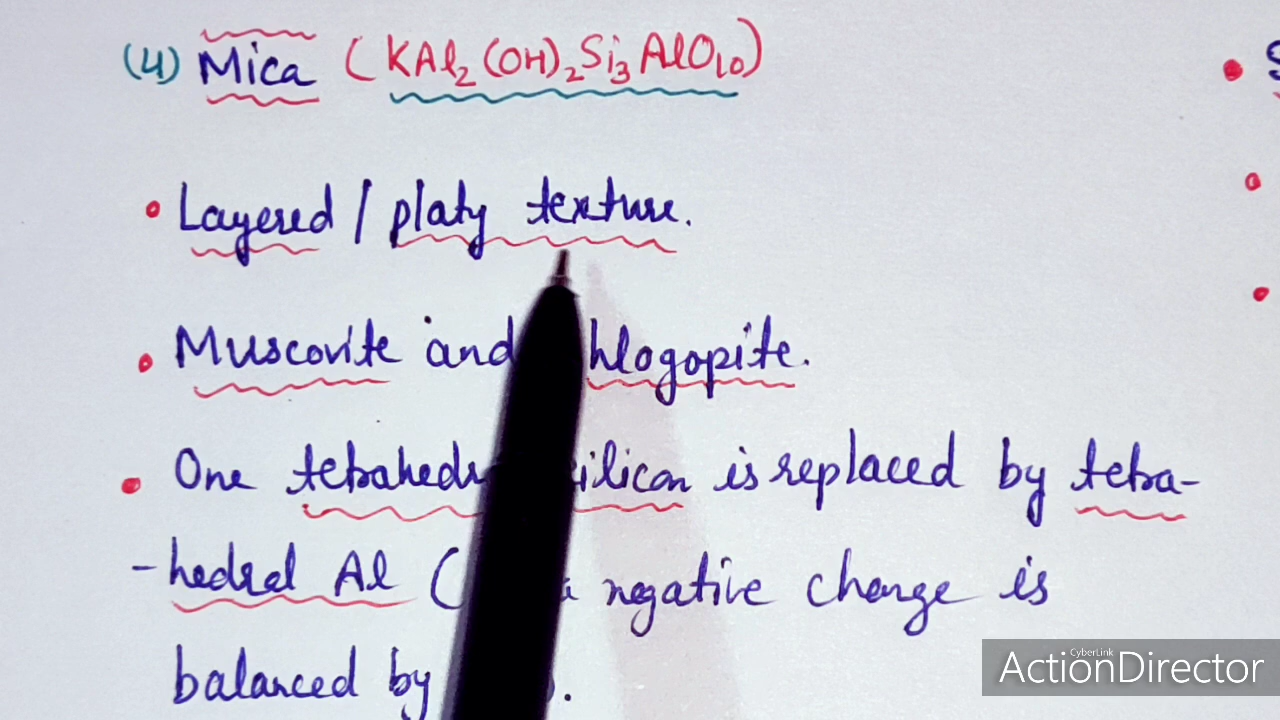 (4) Mica (KAl₂(OH)₂Si₃AlO₁₀)
• Layered / platy texture.
• Muscovite and hlogopite.
• One tetrahed ilicon is replaced by tetra-
-hedral Al ( a negative charge is
balanced by .
CyberLink
ActionDirector